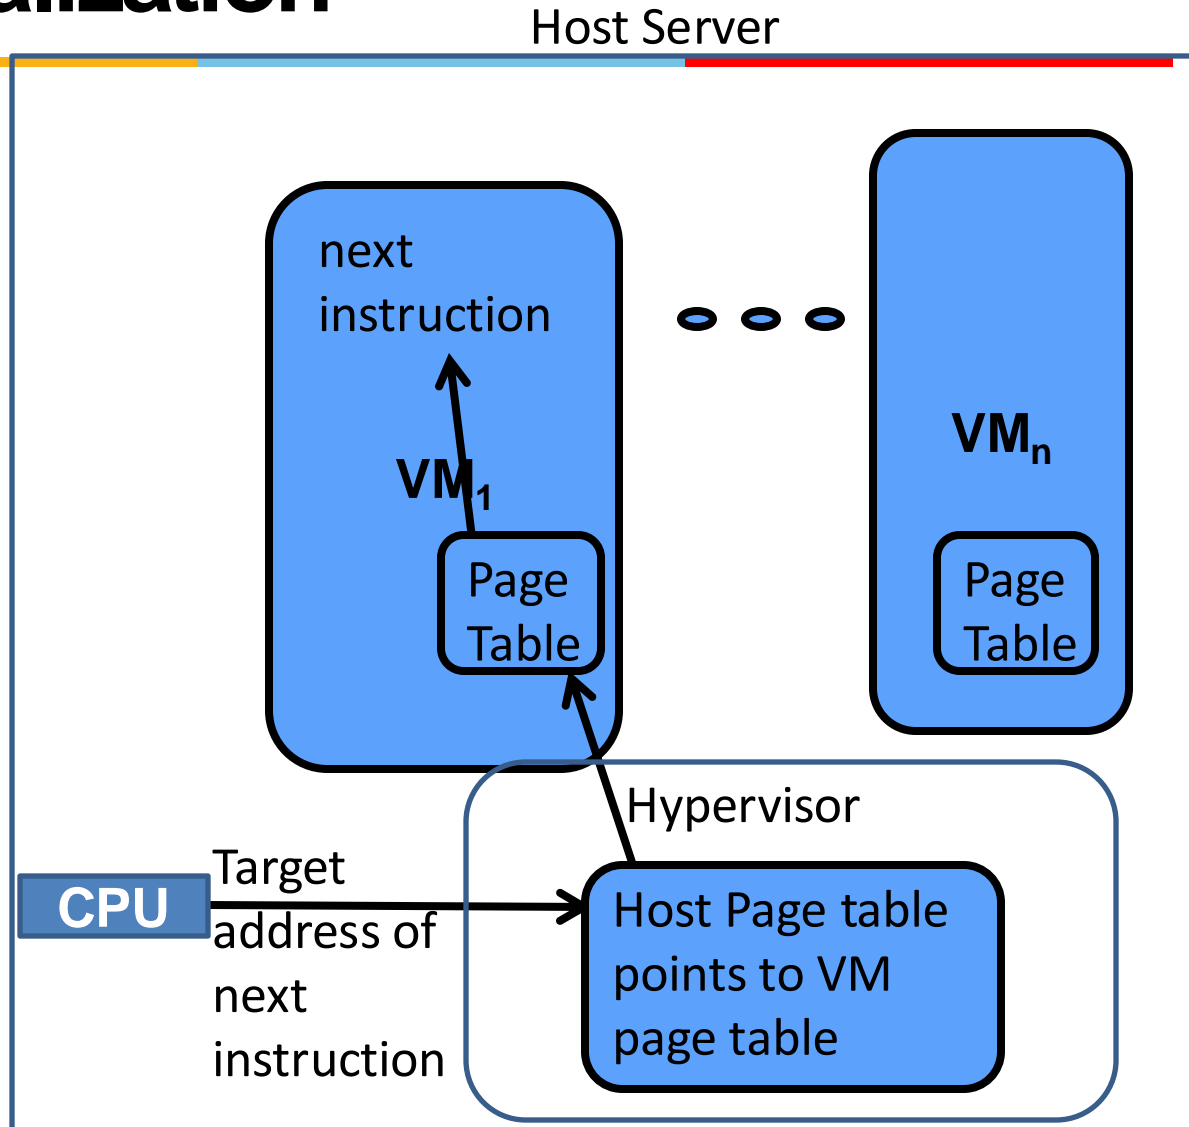 Host Server
next
instruction
VM1
Page
Table
VMn
Page
Table
Hypervisor
CPU
Target
address of
next
instruction
Host Page table
points to VM
page table